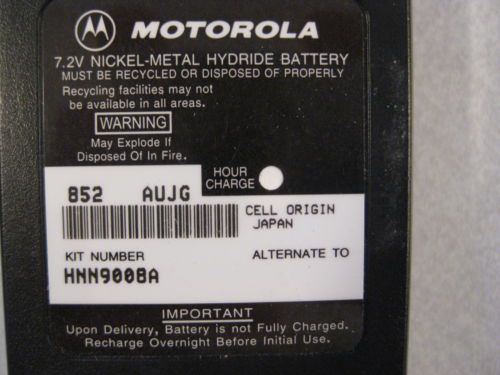 MOTOROLA
7.2V NICKEL-METAL HYDRIDE BATTERY
MUST BE RECYCLED OR DISPOSED OF PROPERLY
Recycling facilities may not
be available in all areas.
WARNING
May Explode If
Disposed Of In Fire.
HOUR
CHARGE
852 AUJG
CELL ORIGIN
JAPAN
KIT NUMBER
ALTERNATE TO
HNN9008A
IMPORTANT
Upon Delivery, Battery is not Fully Charged.
Recharge Overnight Before Initial Use.